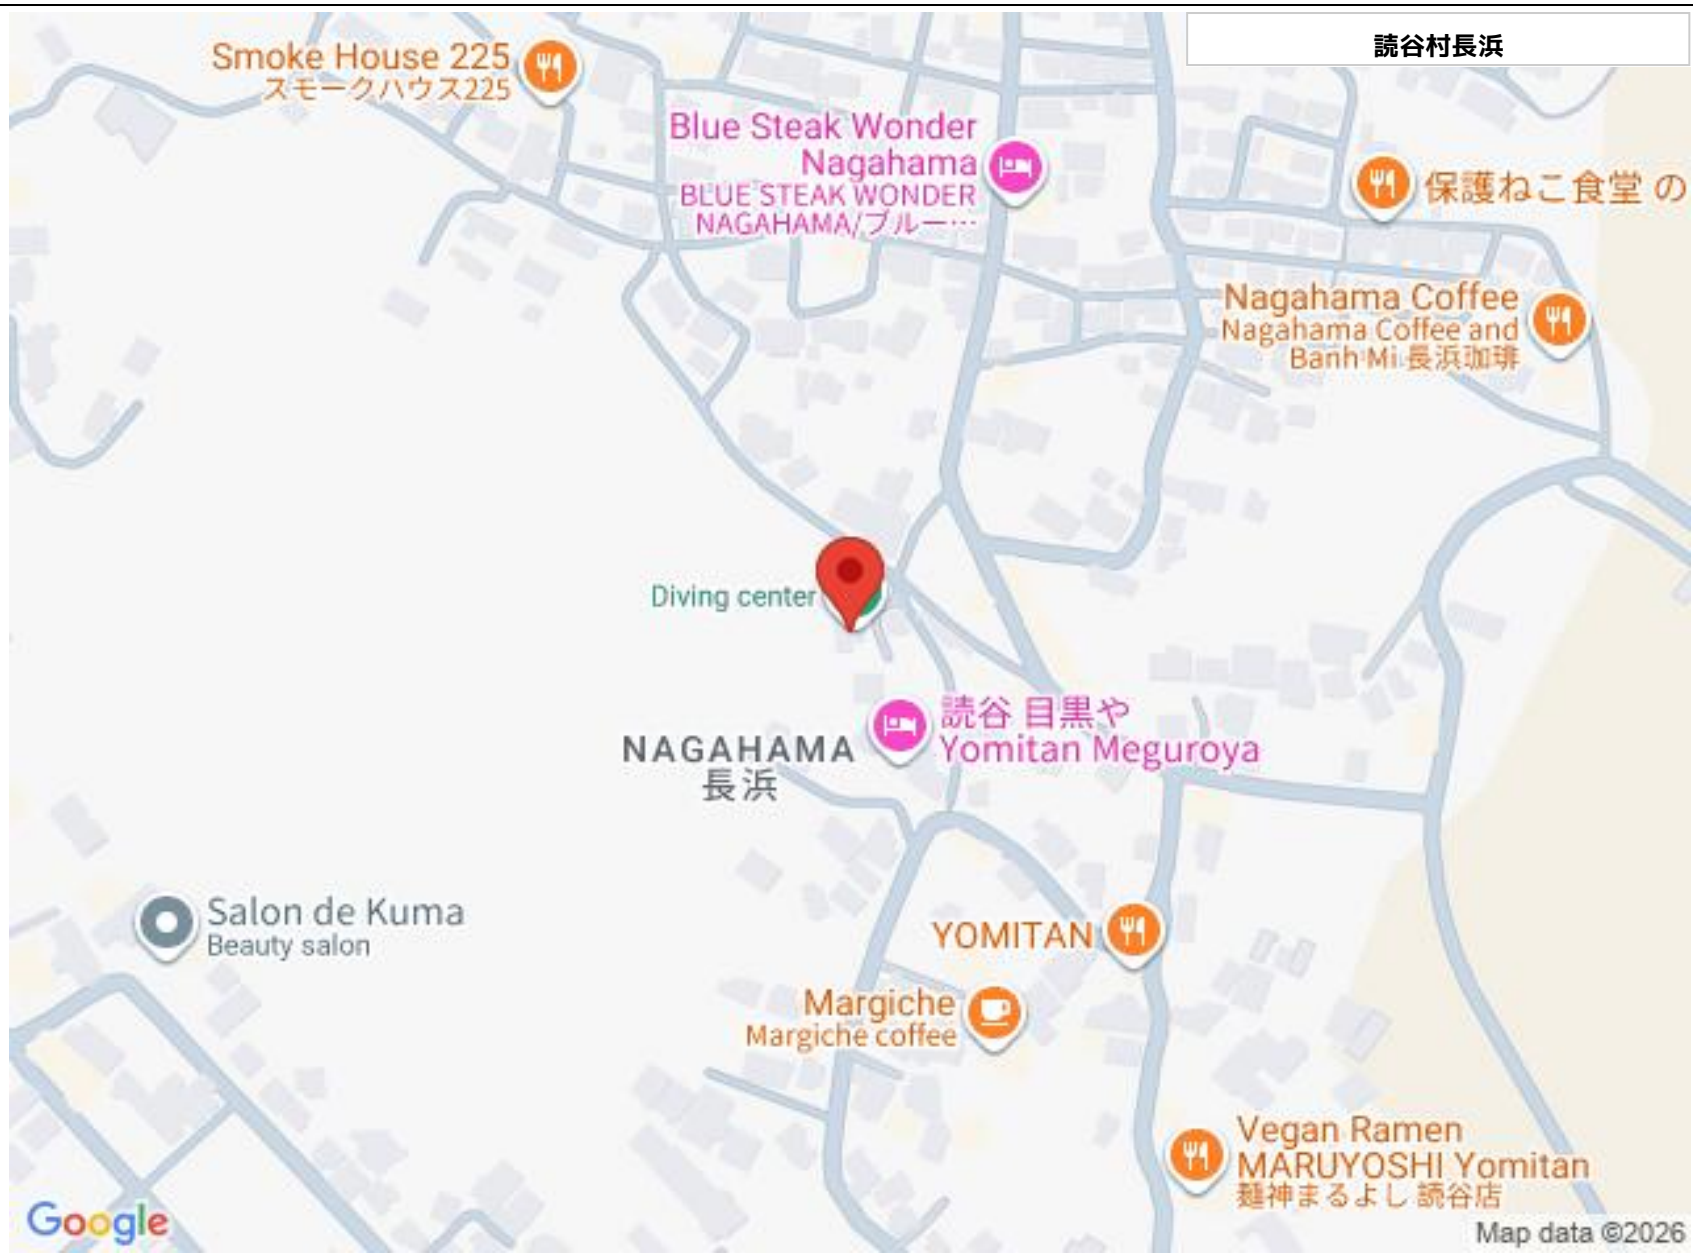 読谷村長浜
Smoke House 225
スモークハウス225
Blue Steak Wonder
Nagahama
BLUE STEAK WONDER
NAGAHAMA/ブルー…
保護ねこ食堂 の
Nagahama Coffee
Nagahama Coffee and
Banh Mi 長浜珈琲
Diving center
読谷 目黒や
Yomitan Meguroya
NAGAHAMA
長浜
Salon de Kuma
Beauty salon
YOMITAN
Margiche
Margiche coffee
Vegan Ramen
MARUYOSHI Yomitan
麺神まるよし 読谷店
Google
Map data ©2026